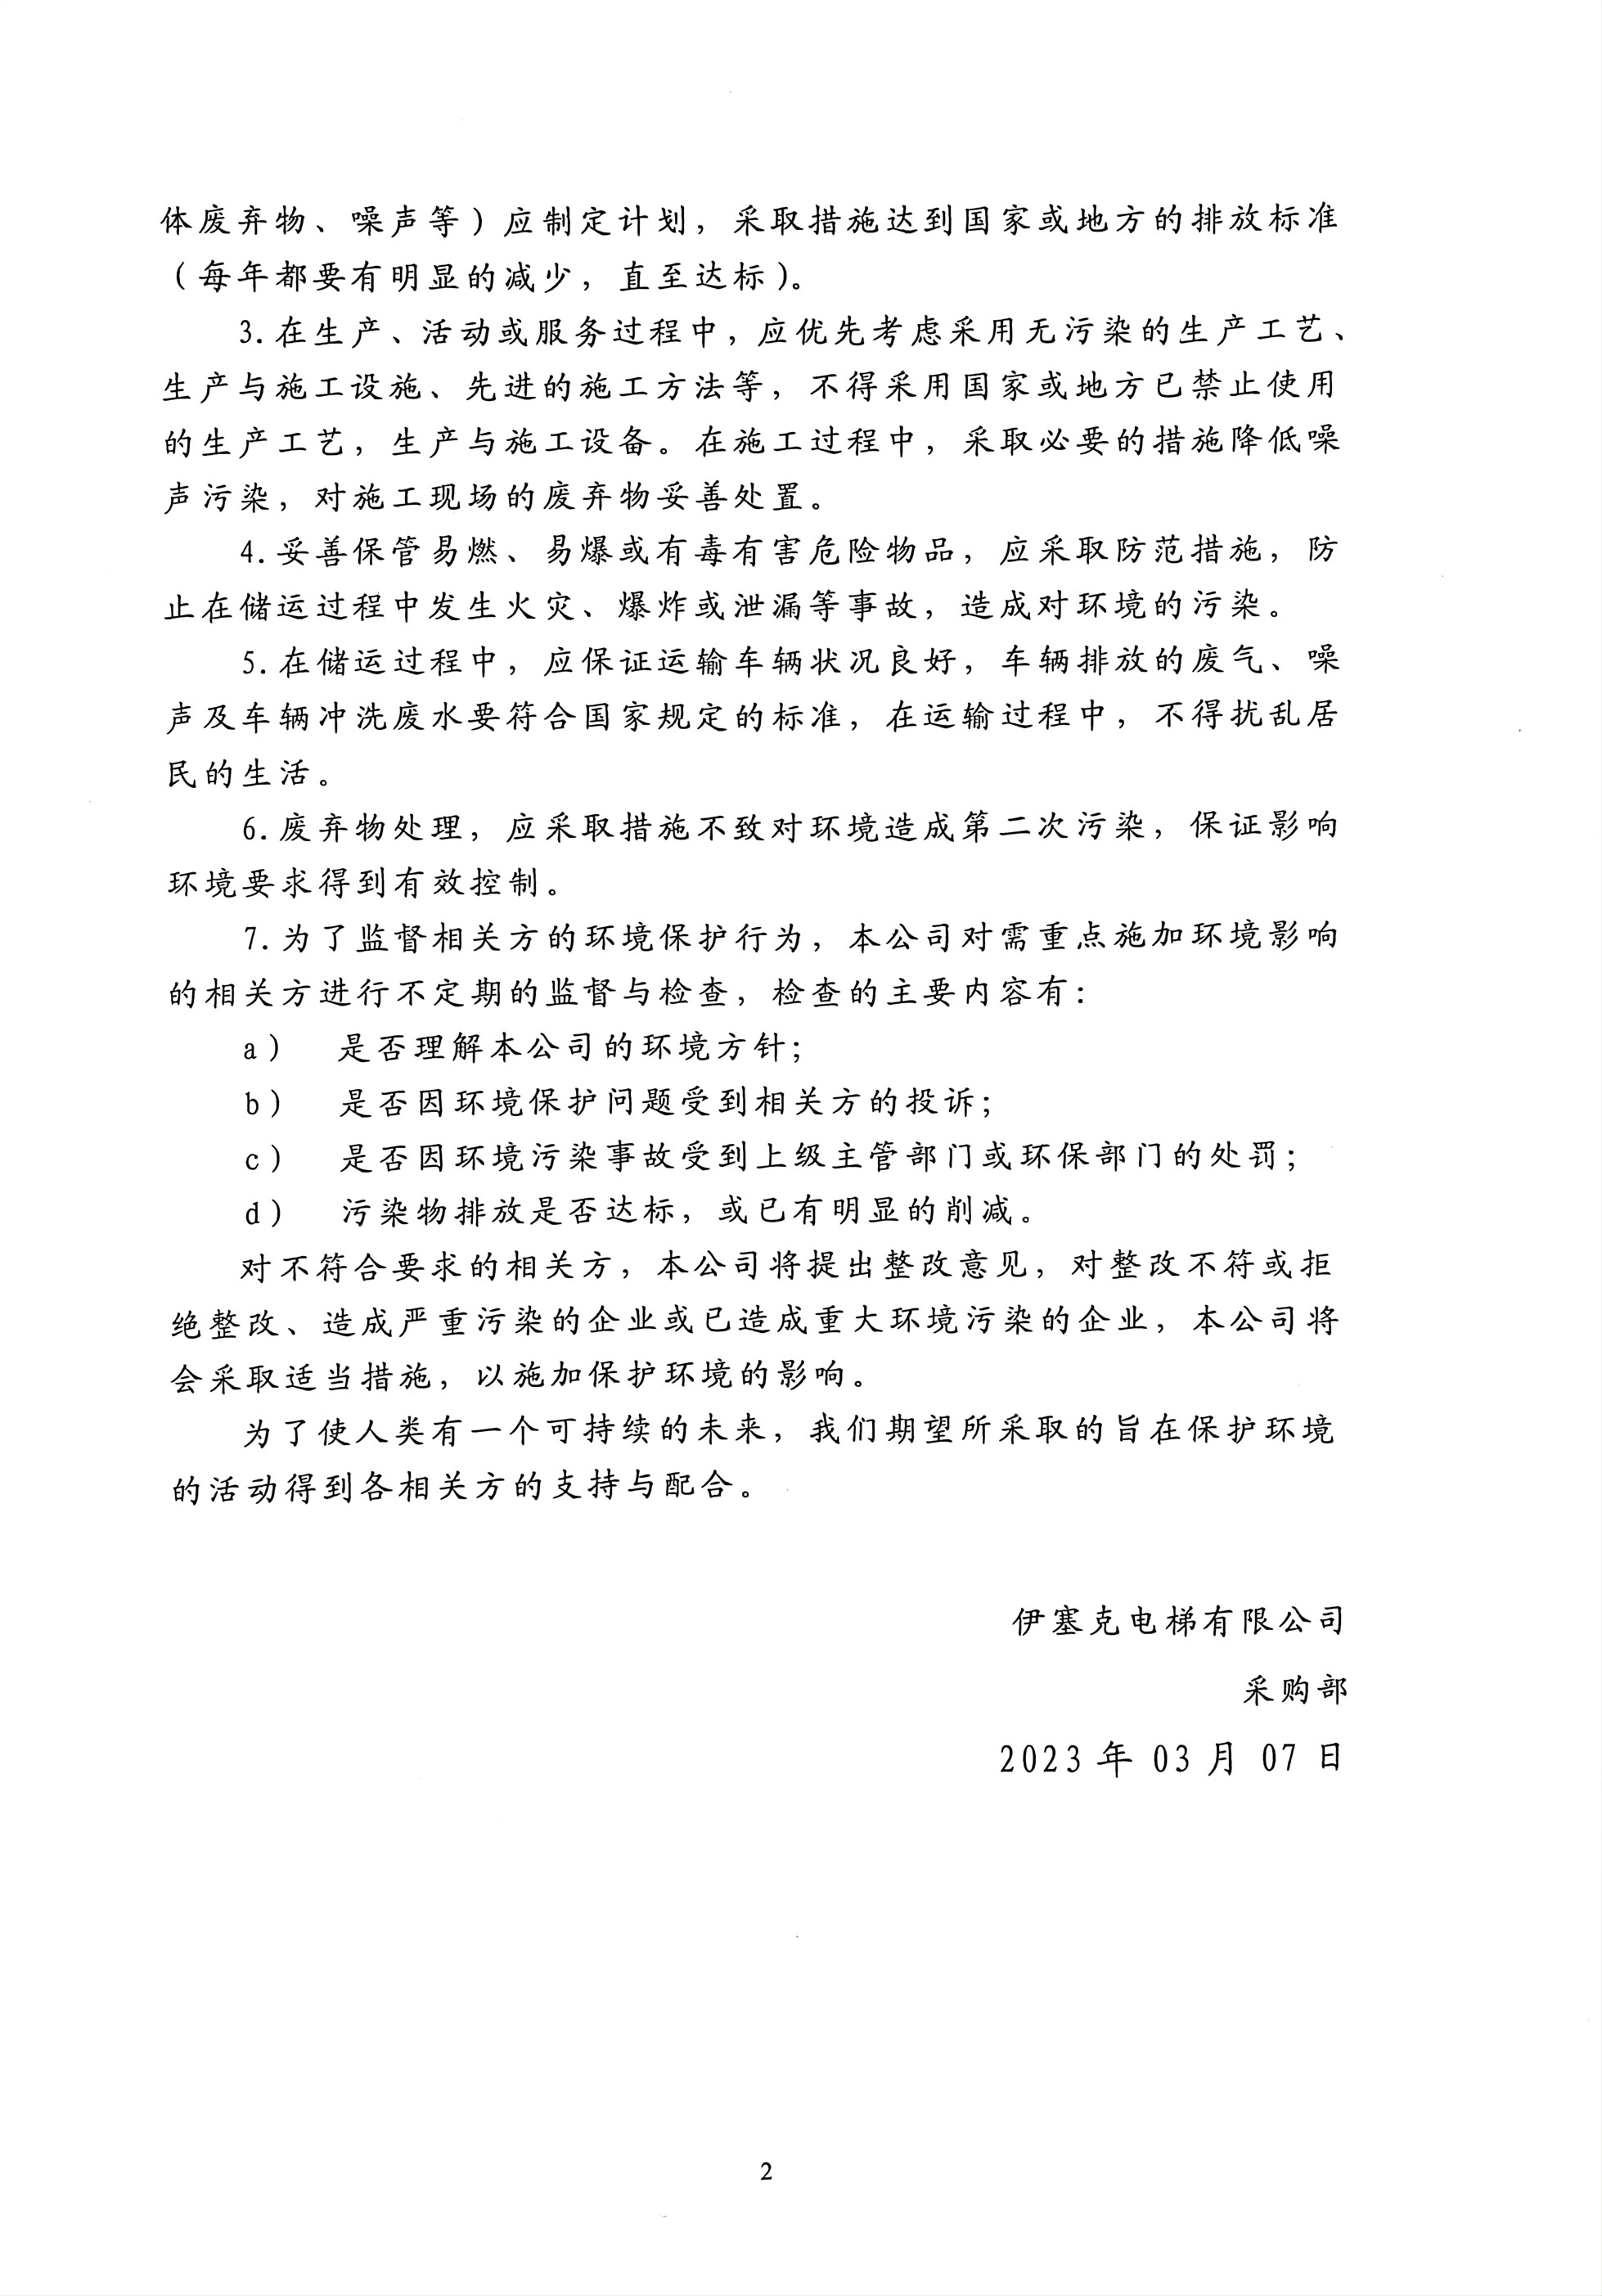 体废弃物、噪声等）应制定计划，采取措施达到国家或地方的排放标准
（每年都要有明显的减少，直至达标）。
3.在生产、活动或服务过程中，应优先考虑采用无污染的生产工艺、
生产与施工设施、先进的施工方法等，不得采用国家或地方已禁止使用
的生产工艺，生产与施工设备。在施工过程中，采取必要的措施降低噪
声污染，对施工现场的废弃物妥善处置。
4.妥善保管易燃、易爆或有毒有害危险物品，应采取防范措施，防
止在储运过程中发生火灾、爆炸或泄漏等事故，造成对环境的污染。
5.在储运过程中，应保证运输车辆状况良好，车辆排放的废气、噪
声及车辆冲洗废水要符合国家规定的标准，在运输过程中，不得扰乱居
民的生活。
6.废弃物处理，应采取措施不致对环境造成第二次污染，保证影响
环境要求得到有效控制。
7.为了监督相关方的环境保护行为，本公司对需重点施加环境影响
的相关方进行不定期的监督与检查，检查的主要内容有：
a） 是否理解本公司的环境方针；
b） 是否因环境保护问题受到相关方的投诉；
c） 是否因环境污染事故受到上级主管部门或环保部门的处罚；
d） 污染物排放是否达标，或已有明显的削减。
对不符合要求的相关方，本公司将提出整改意见，对整改不符或拒
绝整改、造成严重污染的企业或已造成重大环境污染的企业，本公司将
会采取适当措施，以施加保护环境的影响。
为了使人类有一个可持续的未来，我们期望所采取的旨在保护环境
的活动得到各相关方的支持与配合。
伊塞克电梯有限公司
采购部
2023 年 03 月 07 日
2